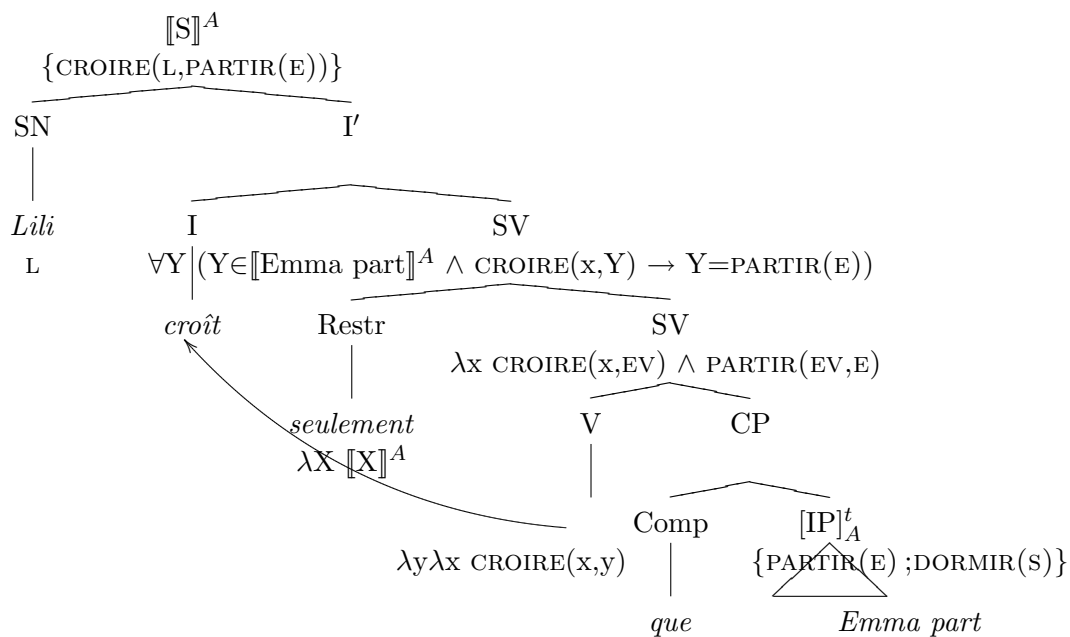 ⟦S⟧^A
{CROIRE(L,PARTIR(E))}
SN I′
Lili I SV
L ∀Y (Y∈⟦Emma part⟧^A ∧ CROIRE(x,Y) → Y=PARTIR(E))
croît Restr SV
λx CROIRE(x,EV) ∧ PARTIR(EV,E)
seulement V CP
λX ⟦X⟧^A
Comp [IP]^t_A
λyλx CROIRE(x,y) {PARTIR(E) ;DORMIR(S)}
que Emma part